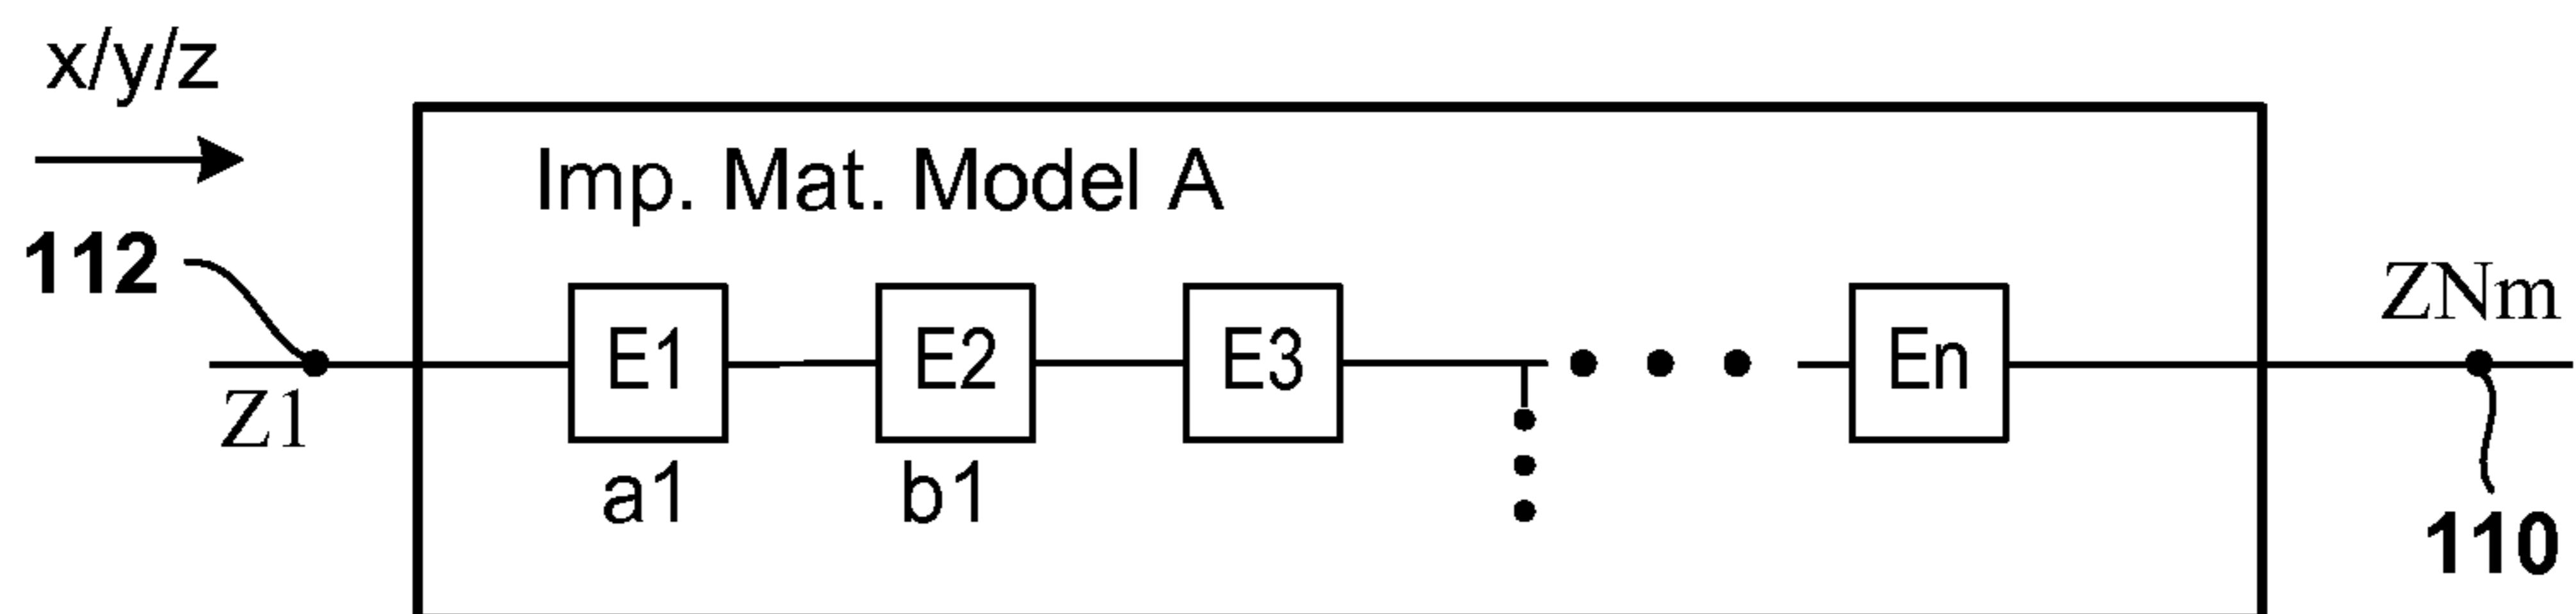 x/y/z
Imp. Mat. Model A
112
ZNm
E1
E2
E3
En
Z1
a1
b1
110